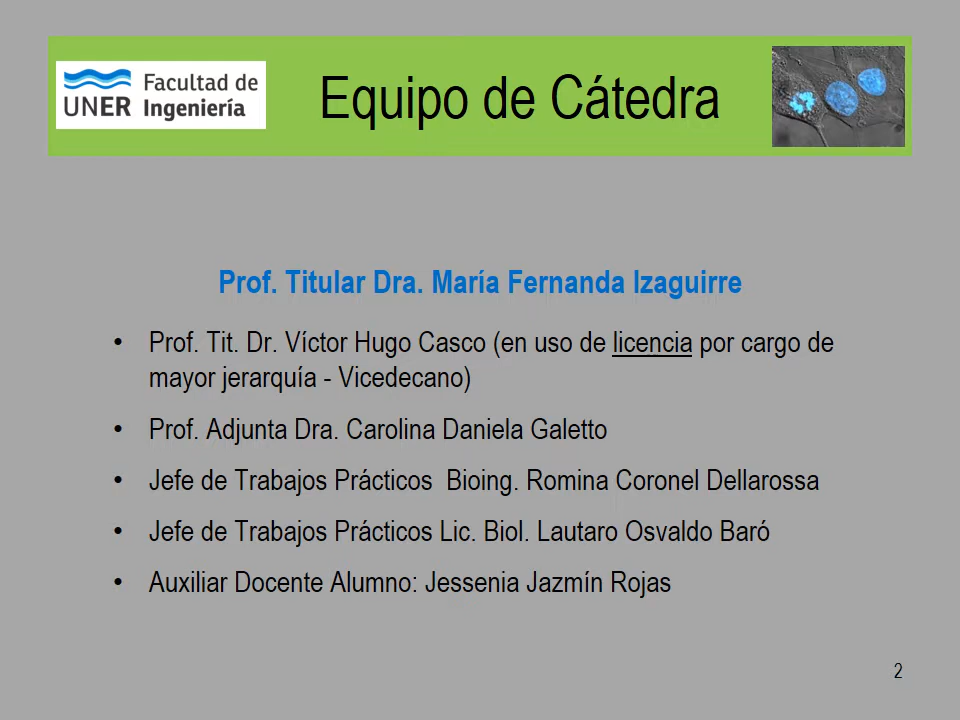 UNER
Facultad de
Ingeniería
Equipo de Cátedra
Prof. Titular Dra. María Fernanda Izaguirre
• Prof. Tit. Dr. Víctor Hugo Casco (en uso de licencia por cargo de
mayor jerarquía - Vicedecano)
• Prof. Adjunta Dra. Carolina Daniela Galetto
• Jefe de Trabajos Prácticos  Bioing. Romina Coronel Dellarossa
• Jefe de Trabajos Prácticos Lic. Biol. Lautaro Osvaldo Baró
• Auxiliar Docente Alumno: Jessenia Jazmín Rojas
2